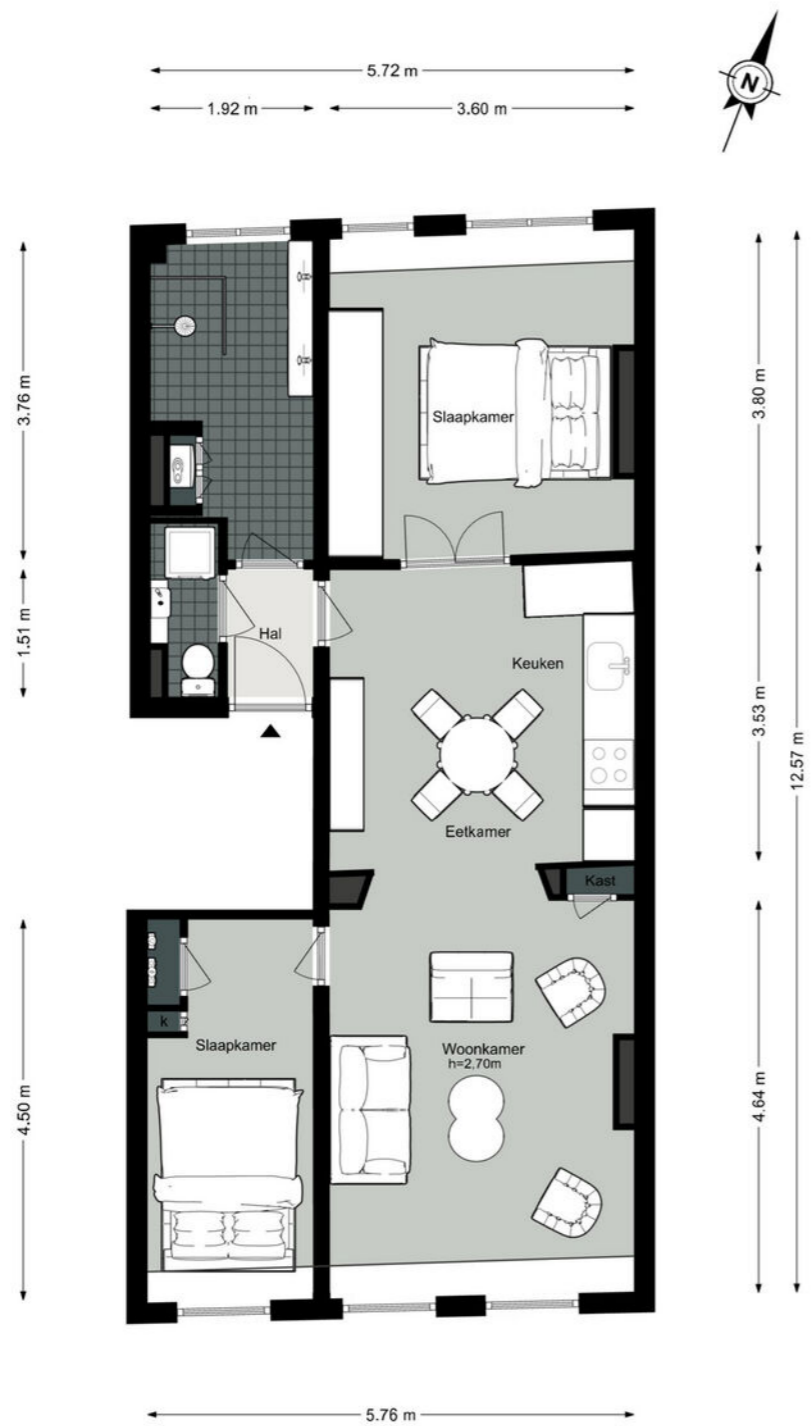 5.72 m
1.92 m
3.60 m
N
3.76 m
3.80 m
Slaapkamer
1.51 m
Hal
Keuken
3.53 m
12.57 m
Eetkamer
Kast
k
Slaapkamer
Woonkamer
h=2,70m
4.50 m
4.64 m
5.76 m